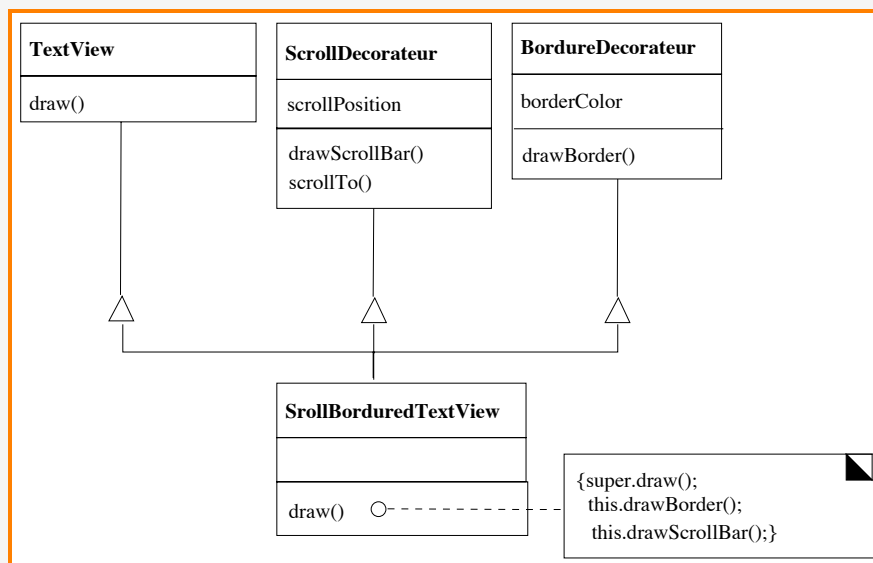 TextView
draw()
ScrollDecorateur
scrollPosition
drawScrollBar()
scrollTo()
BordureDecorateur
borderColor
drawBorder()
SrollBorduredTextView
draw()
{super.draw();
this.drawBorder();
this.drawScrollBar();}